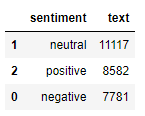 sentiment text
1 neutral 11117
2 positive 8582
0 negative 7781